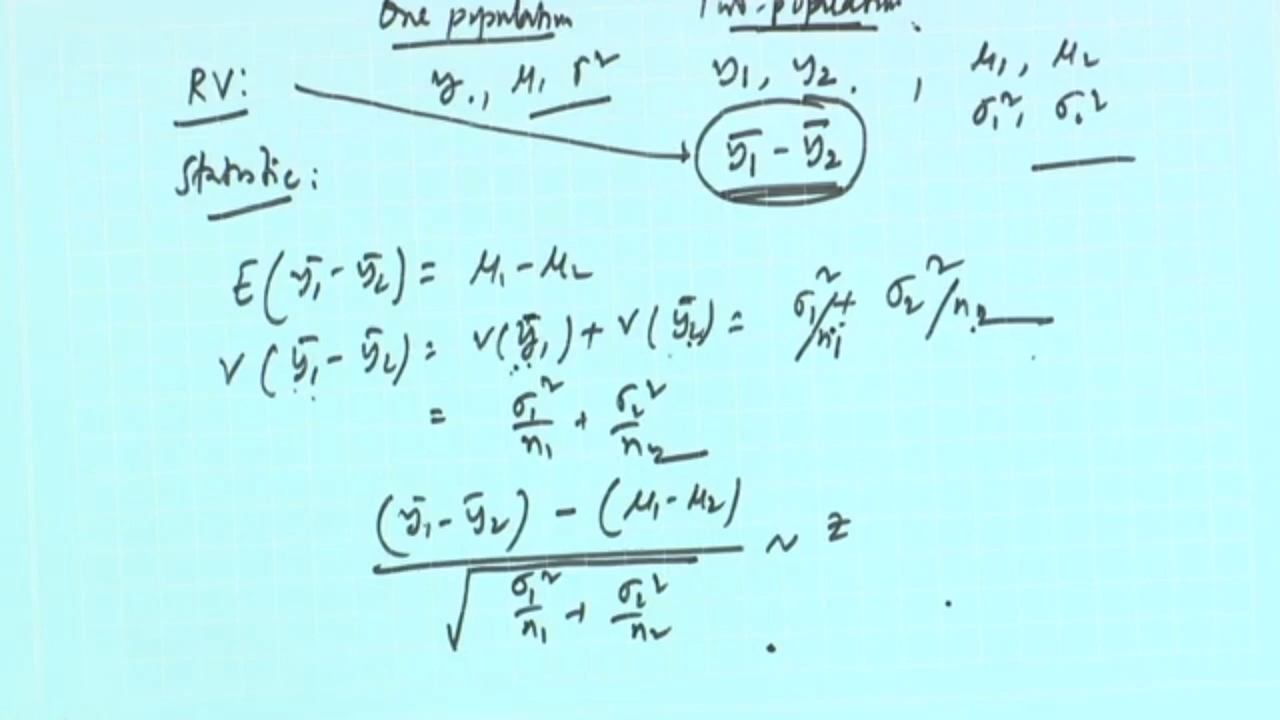 One population Two-population.
RV: y., μ, σ² y₁, y₂. , μ₁, μ₂
σ₁², σ₂²
Statistic: ȳ₁ - ȳ₂
E(ȳ₁ - ȳ₂) = μ₁ - μ₂
V(ȳ₁ - ȳ₂) = V(ȳ₁) + V(ȳ₂) = σ₁²/n₁ + σ₂²/n₂
= σ₁²/n₁ + σ₂²/n₂
(ȳ₁ - ȳ₂) - (μ₁ - μ₂) / √(σ₁²/n₁ + σ₂²/n₂) ~ z